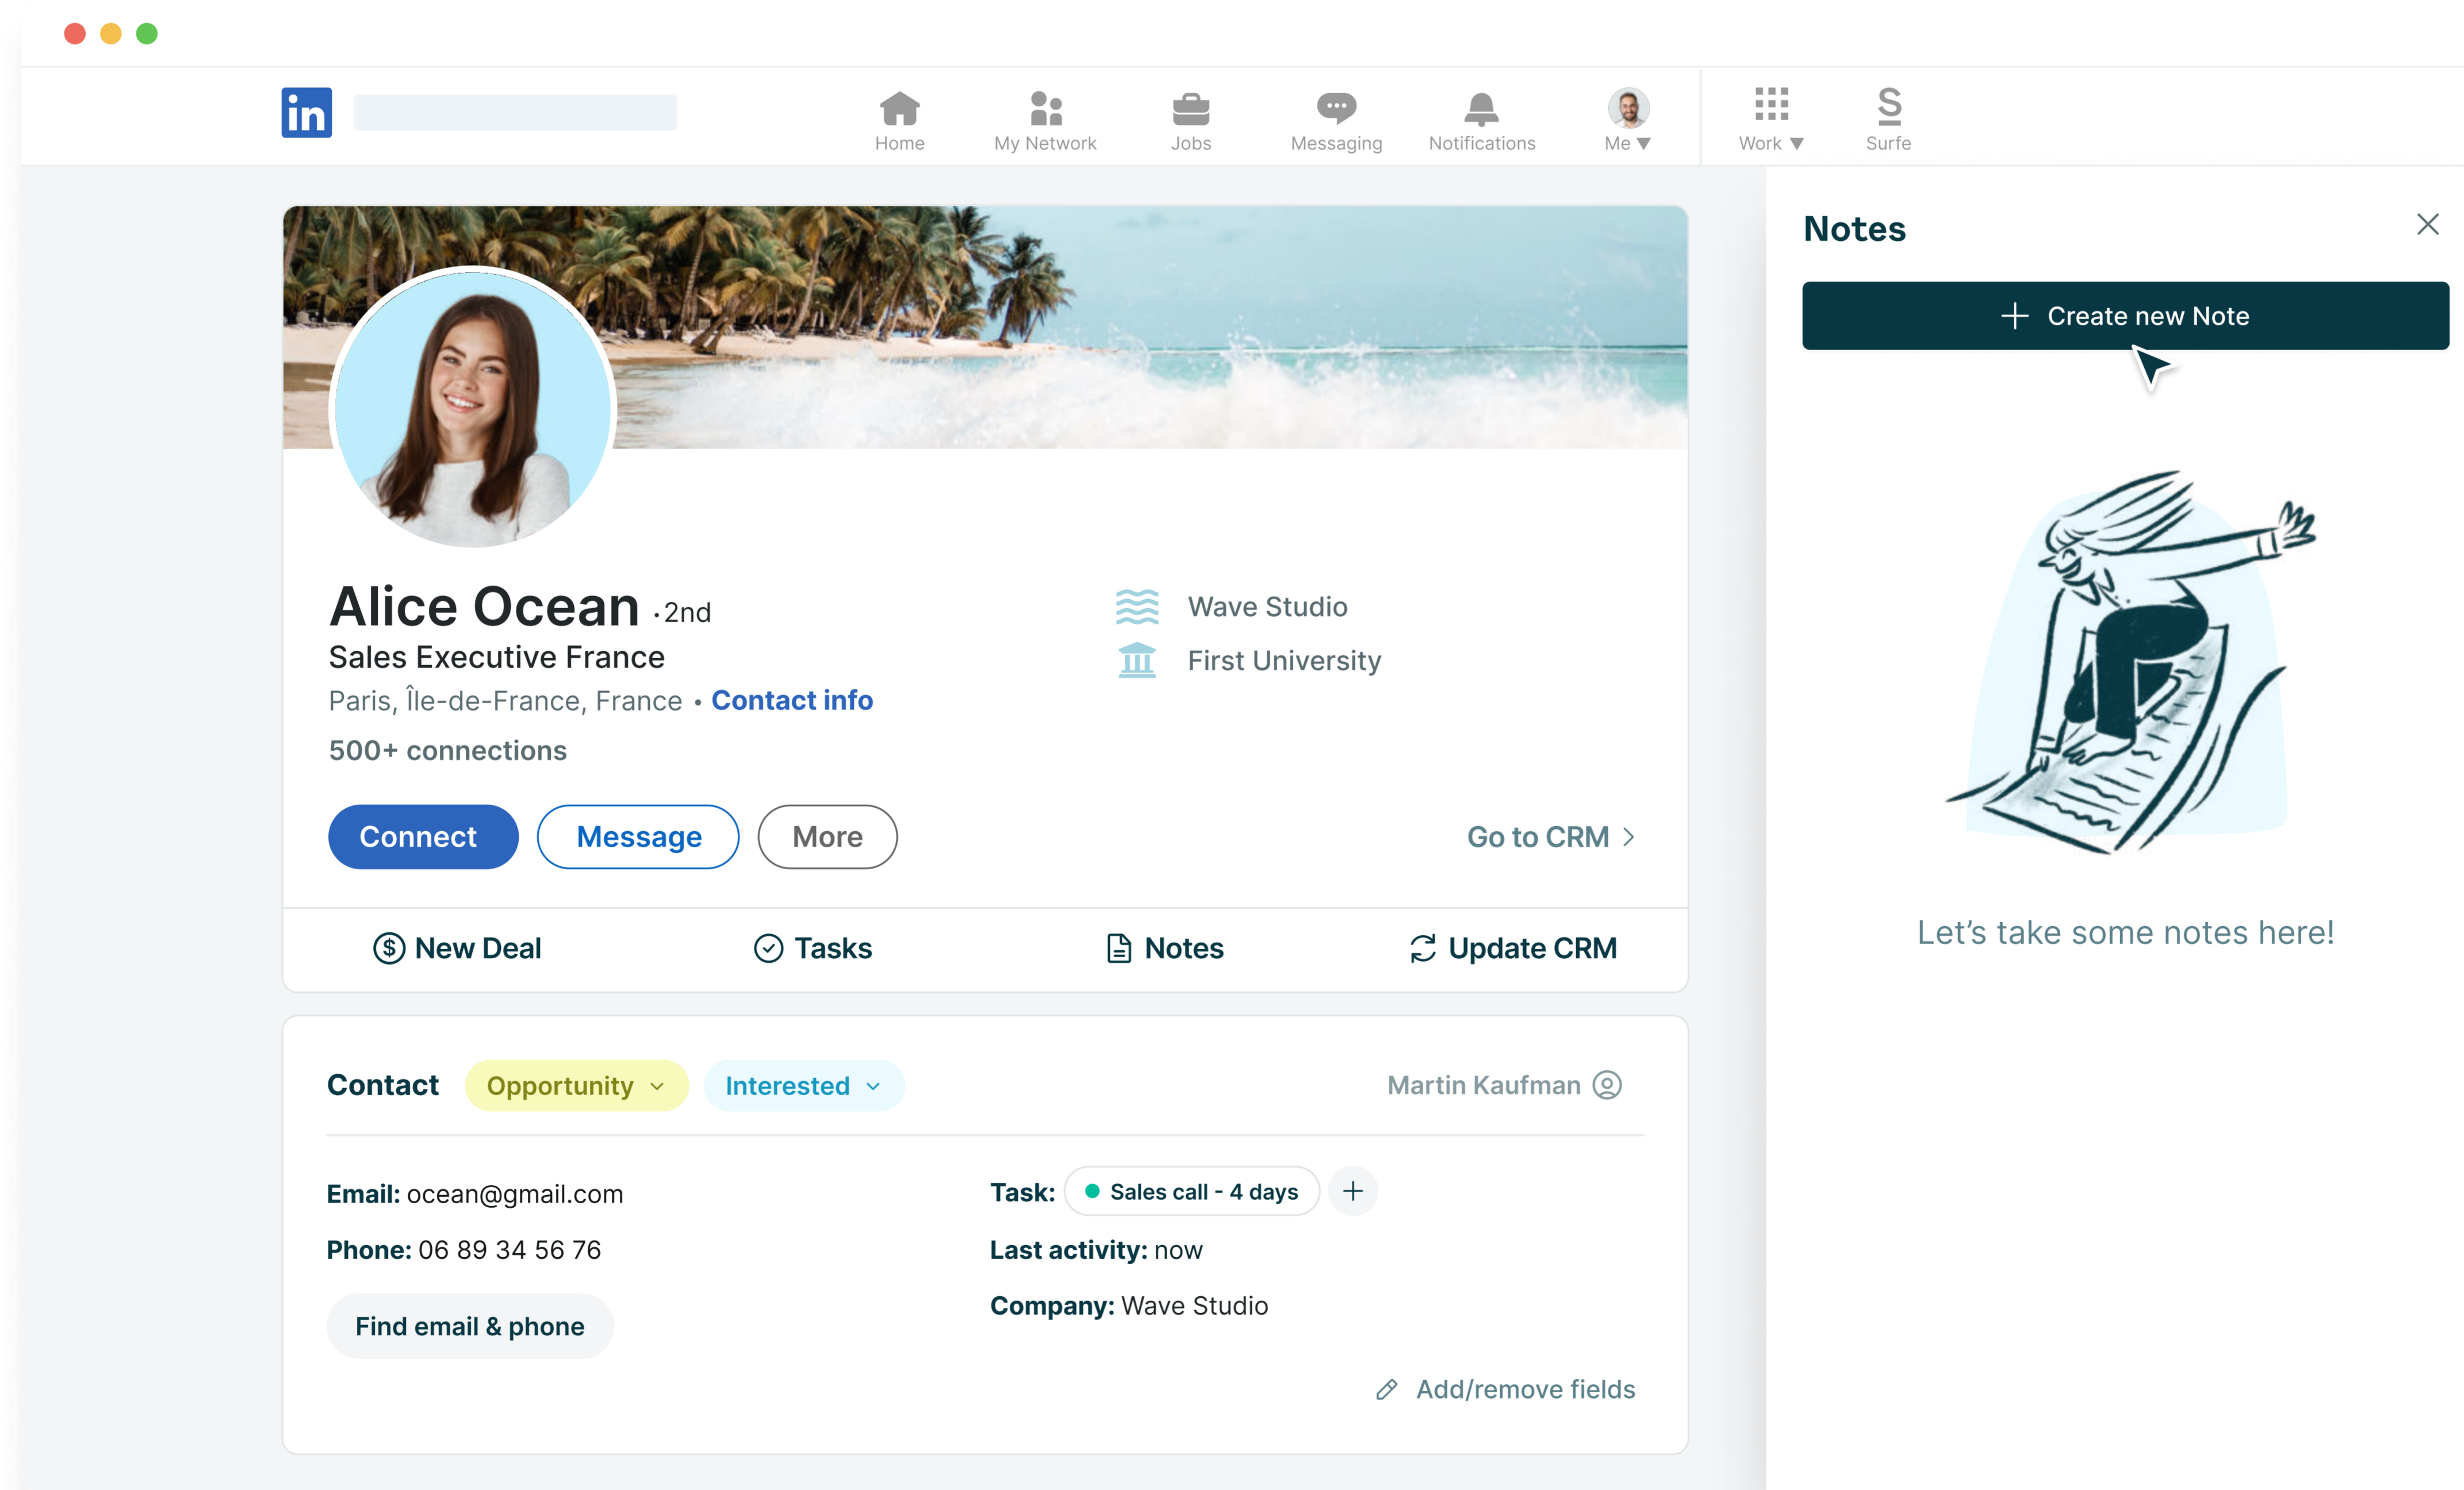 in
Home
My Network
Jobs
Messaging
Notifications
Me ▼
Work ▼
S
Surfe
Notes
+ Create new Note
Alice Ocean · 2nd
Sales Executive France
Paris, Île-de-France, France • Contact info
500+ connections
Wave Studio
First University
Connect
Message
More
Go to CRM >
$ New Deal
Tasks
Notes
Update CRM
Let’s take some notes here!
Contact
Opportunity
Interested
Martin Kaufman
Email: ocean@gmail.com
Phone: 06 89 34 56 76
Find email & phone
Task: Sales call - 4 days +
Last activity: now
Company: Wave Studio
Add/remove fields